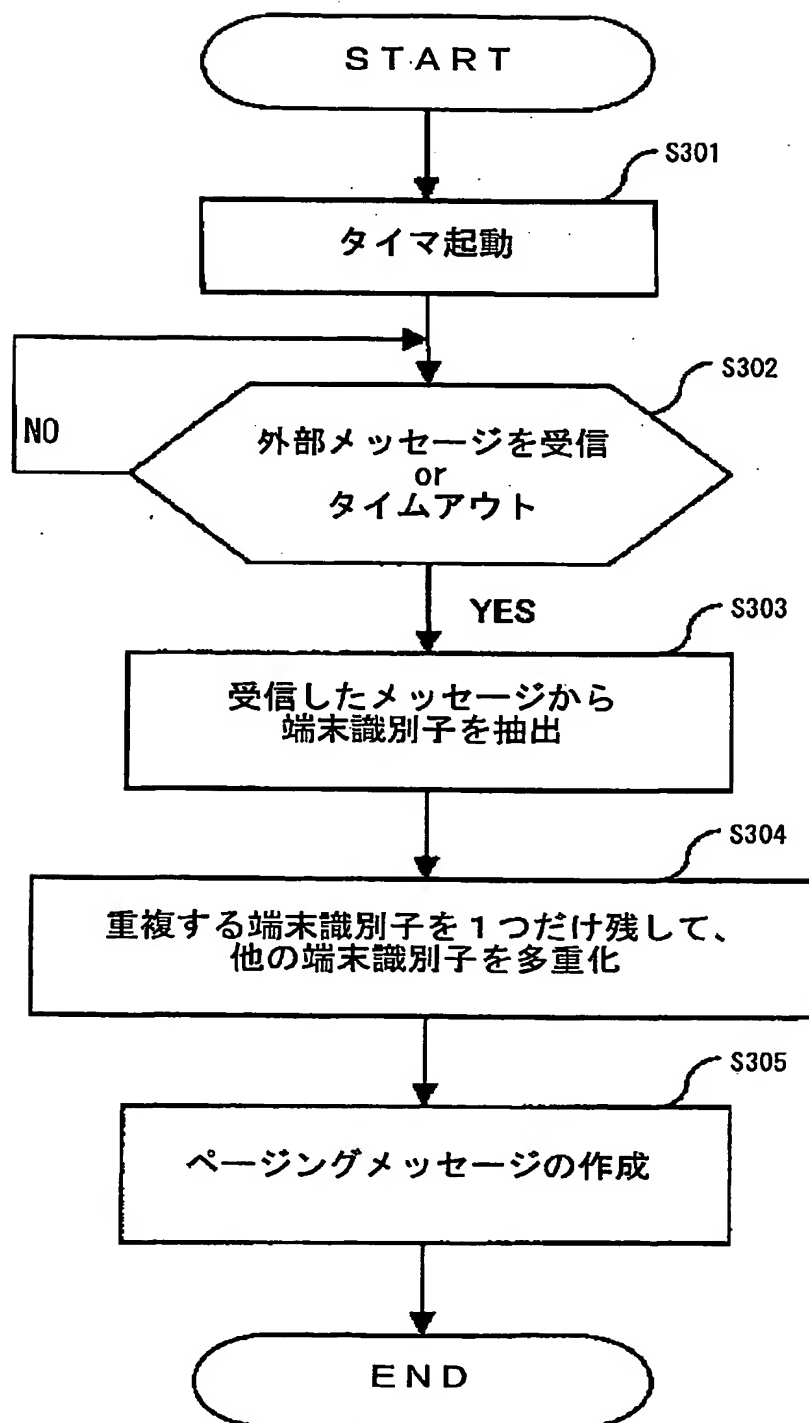 START
S301
タイマ起動
S302
NO
外部メッセージを受信
or
タイムアウト
YES
S303
受信したメッセージから
端末識別子を抽出
S304
重複する端末識別子を1つだけ残して、
他の端末識別子を多重化
S305
ページングメッセージの作成
END